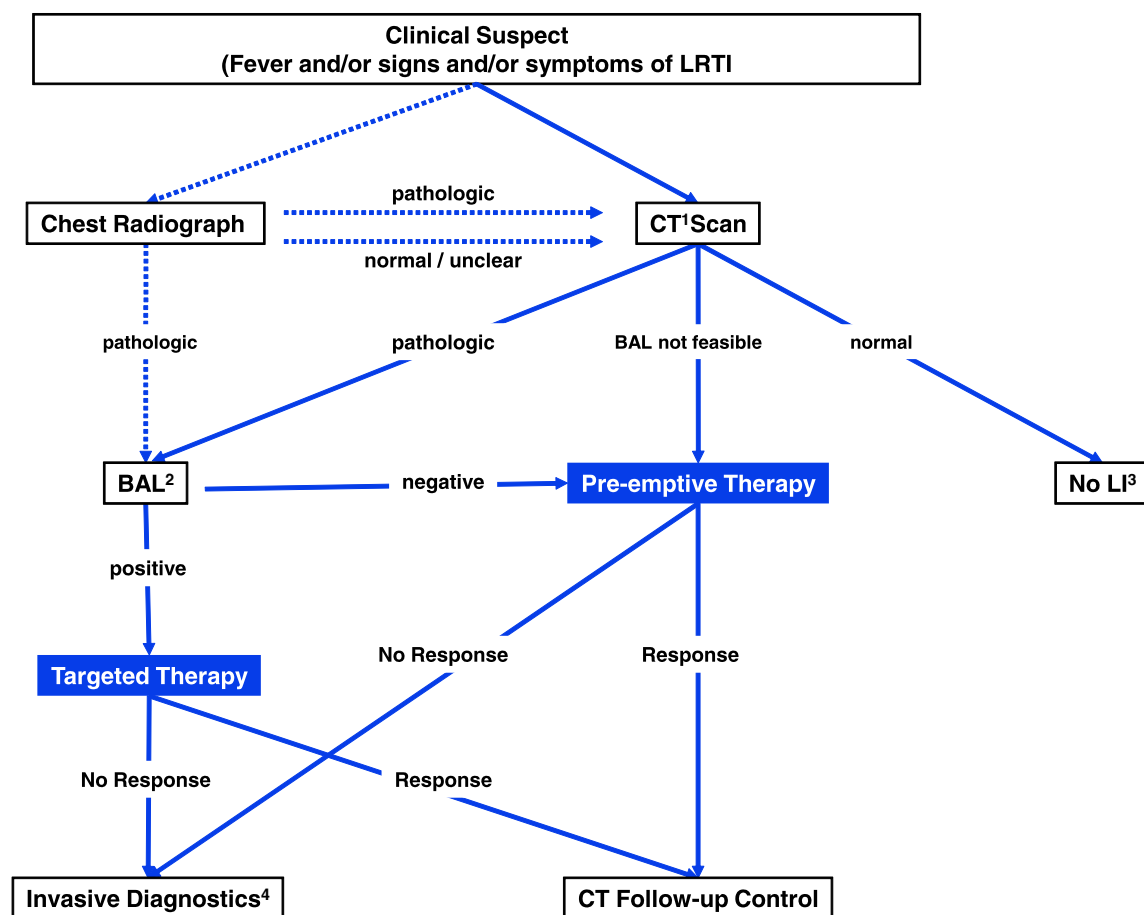 Clinical Suspect
(Fever and/or signs and/or symptoms of LRTI
pathologic
Chest Radiograph
CT¹Scan
normal / unclear
pathologic
pathologic
BAL not feasible
normal
BAL²
negative
Pre-emptive Therapy
No LI³
positive
No Response
Response
Targeted Therapy
No Response
Response
Invasive Diagnostics⁴
CT Follow-up Control